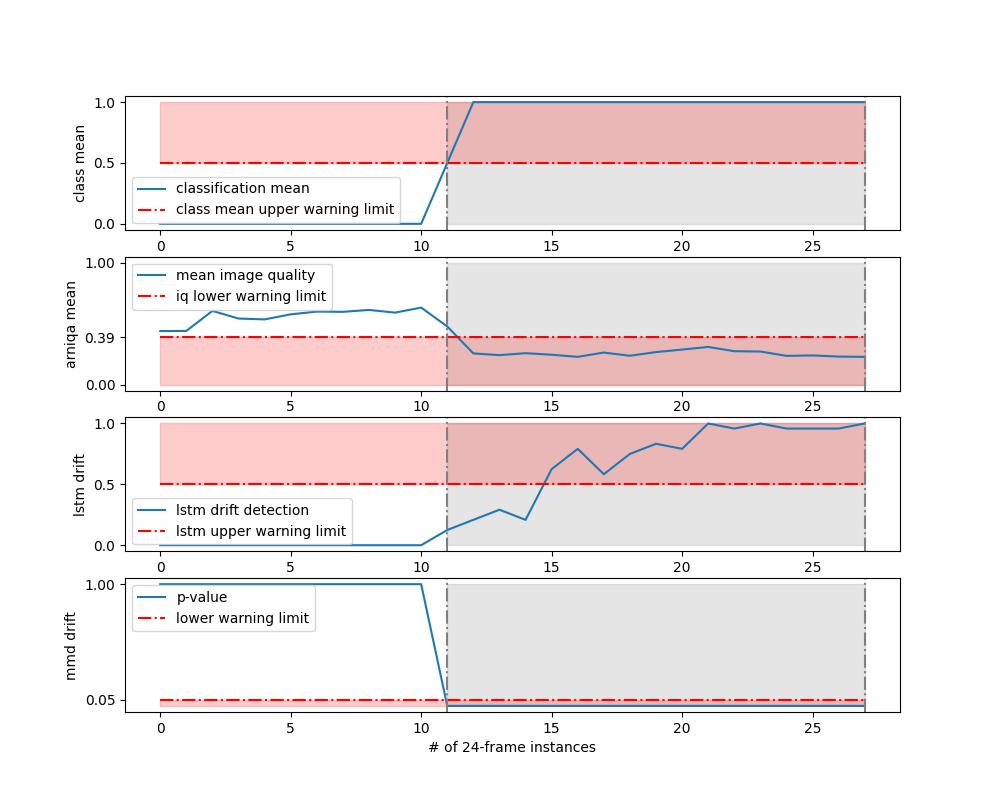 class mean
1.0
0.5
0.0
classification mean
class mean upper warning limit
0 5 10 15 20 25
arniqa mean
1.00
0.39
0.00
mean image quality
iq lower warning limit
0 5 10 15 20 25
lstm drift
1.0
0.5
0.0
lstm drift detection
lstm upper warning limit
0 5 10 15 20 25
mmd drift
1.00
0.05
p-value
lower warning limit
0 5 10 15 20 25
# of 24-frame instances